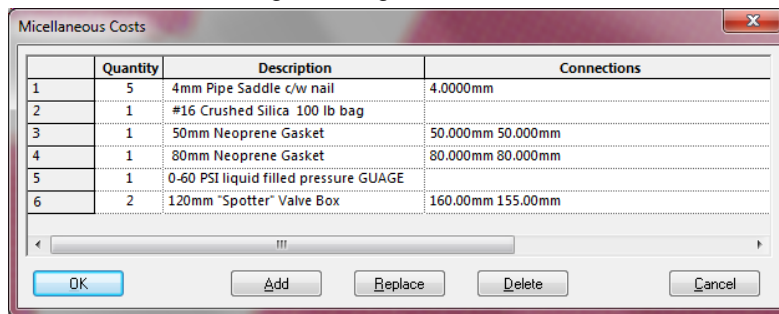 Micellaneous Costs
Quantity Description Connections
1 5 4mm Pipe Saddle c/w nail 4.0000mm
2 1 #16 Crushed Silica 100 lb bag
3 1 50mm Neoprene Gasket 50.000mm 50.000mm
4 1 80mm Neoprene Gasket 80.000mm 80.000mm
5 1 0-60 PSI liquid filled pressure GUAGE
6 2 120mm "Spotter" Valve Box 160.00mm 155.00mm
OK Add Replace Delete Cancel